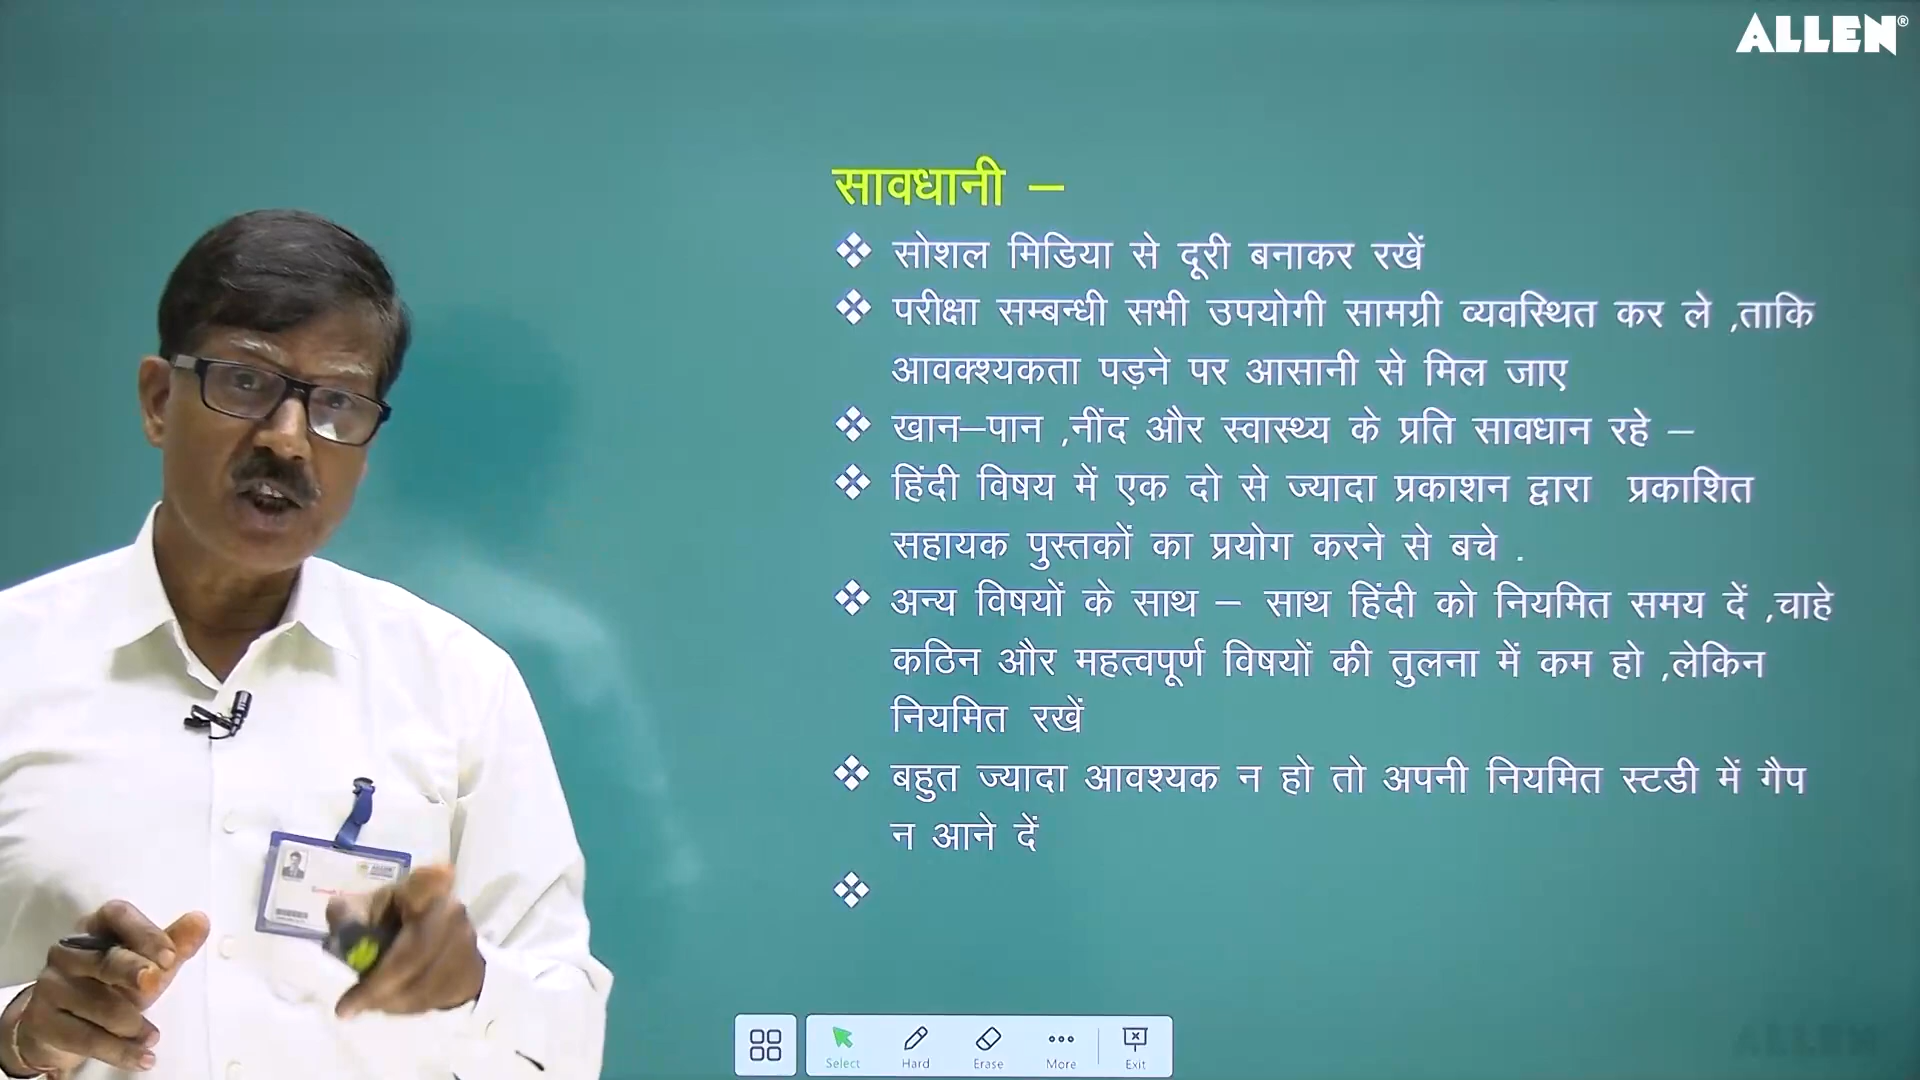 ALLEN®
सावधानी –
❖ सोशल मिडिया से दूरी बनाकर रखें
❖ परीक्षा सम्बन्धी सभी उपयोगी सामग्री व्यवस्थित कर ले ,ताकि
आवक्श्यकता पड़ने पर आसानी से मिल जाए
❖ खान–पान ,नींद और स्वास्थ्य के प्रति सावधान रहे –
❖ हिंदी विषय में एक दो से ज्यादा प्रकाशन द्वारा प्रकाशित
सहायक पुस्तकों का प्रयोग करने से बचे .
❖ अन्य विषयों के साथ – साथ हिंदी को नियमित समय दें ,चाहे
कठिन और महत्वपूर्ण विषयों की तुलना में कम हो ,लेकिन
नियमित रखें
❖ बहुत ज्यादा आवश्यक न हो तो अपनी नियमित स्टडी में गैप
न आने दें
❖
ALLEN
Select Hard Erase More Exit